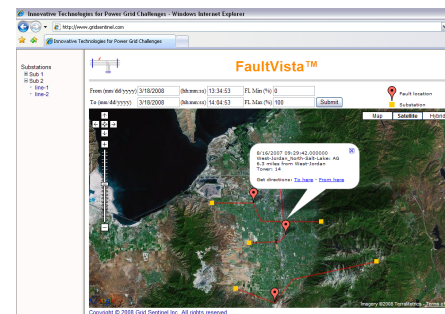 Innovative Technologies for Power Grid Challenges - Windows Internet Explorer
http://www.gridsentinel.com
Innovative Technologies for Power Grid Challenges
FaultVista™
Substations
Sub 1
Sub 2
line-1
line-2
From (mm/dd/yyyy) 3/18/2008 (hh:mm:ss) 13:34:53 FL Min (%) 0
To (mm/dd/yyyy) 3/18/2008 (hh:mm:ss) 14:04:53 FL Max (%) 100 Submit
Fault location
Substation
Map Satellite Hybrid
8/16/2007 09:29:42.000000
West-Jordan_North-Salt-Lake: AG
6.3 miles from West-Jordan
Tower: 14
Get directions: To here - From here
Imagery ©2008 TerraMetrics - Terms of
Copyright © 2008 Grid Sentinel Inc. All rights reserved